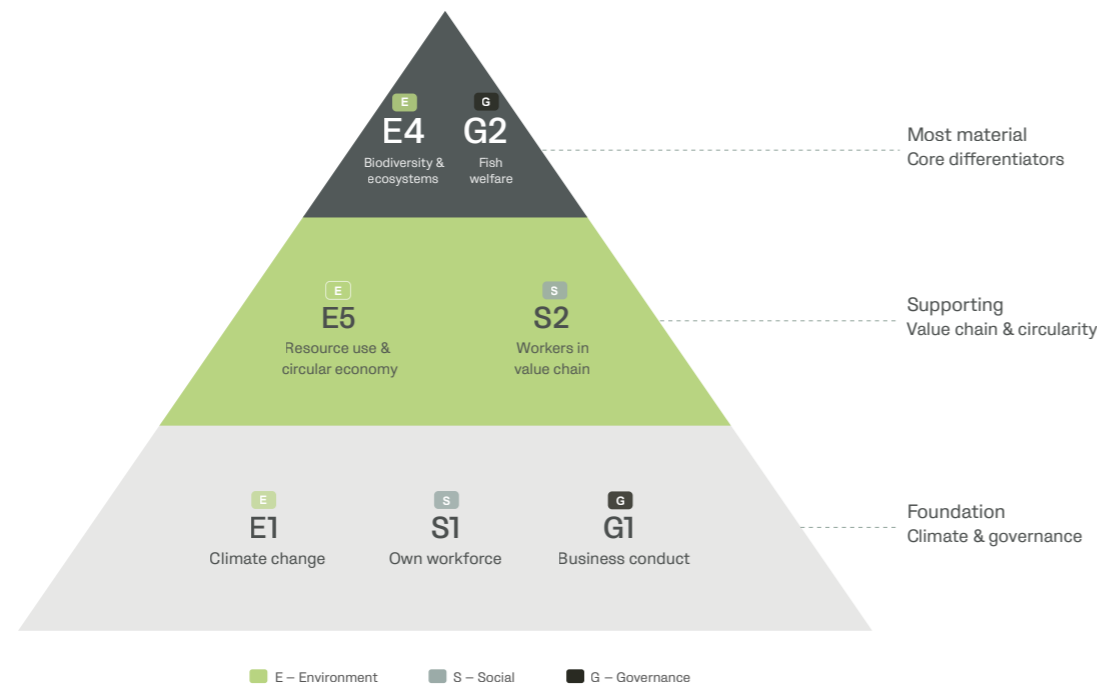 E
G
E4
G2
Biodiversity &
ecosystems
Fish
welfare
Most material
Core differentiators
E
S
E5
S2
Resource use &
circular economy
Workers in
value chain
Supporting
Value chain & circularity
E
S
G
E1
S1
G1
Climate change
Own workforce
Business conduct
Foundation
Climate & governance
E – Environment
S – Social
G – Governance